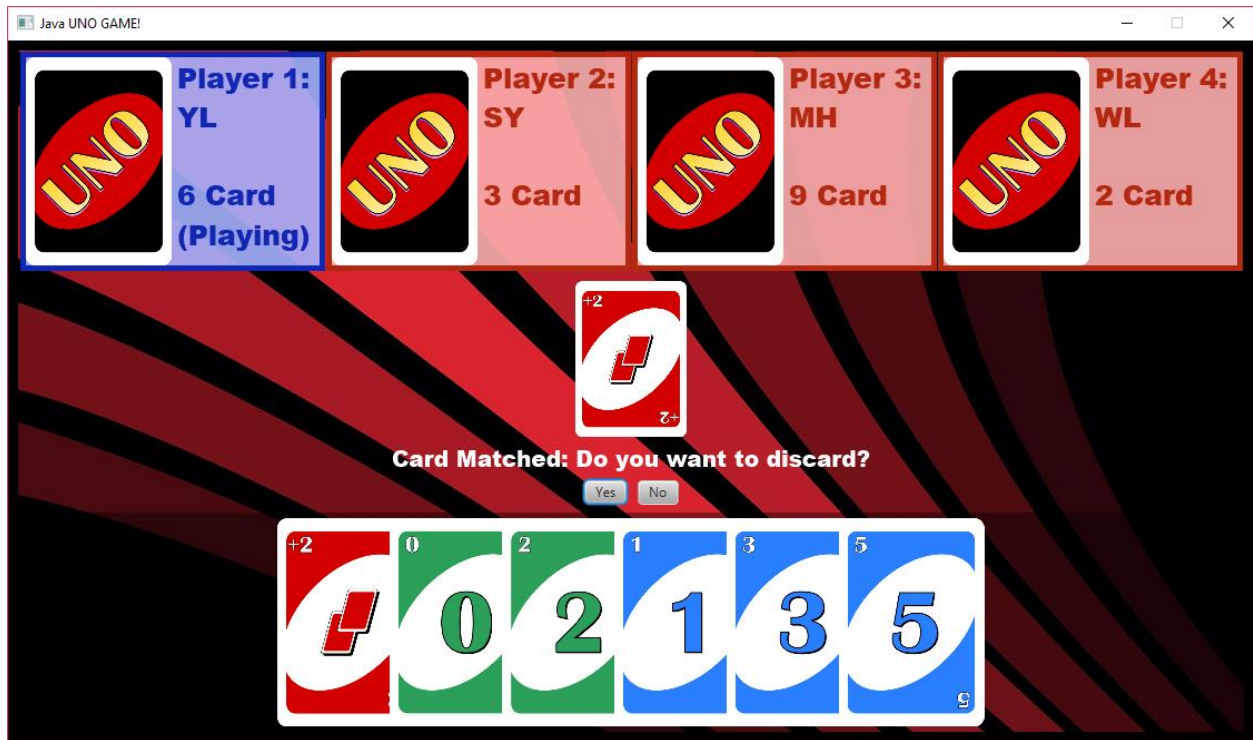 Java UNO GAME!
UNO
Player 1:
YL
6 Card
(Playing)
UNO
Player 2:
SY
3 Card
UNO
Player 3:
MH
9 Card
UNO
Player 4:
WL
2 Card
+2
+2
Card Matched: Do you want to discard?
Yes No
+2 0 2 1 3 5
0 2 1 3 5
5